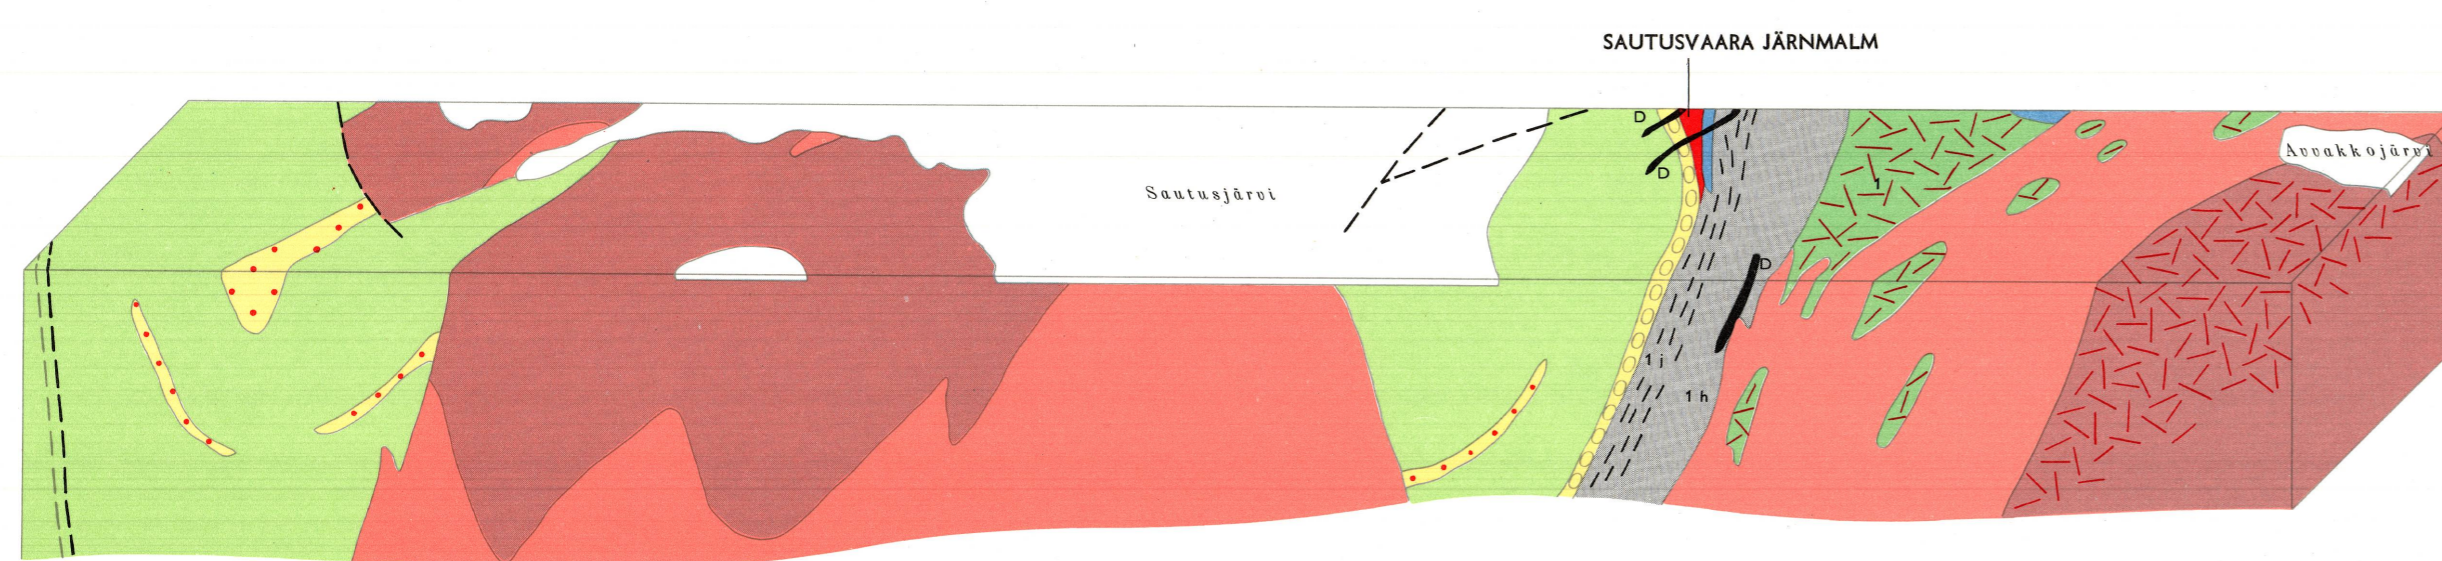 SAUTUSVAARA JÄRNMALM
D
Avvakkojärvi
D
Sautusjärvi
D
1 j
1 h